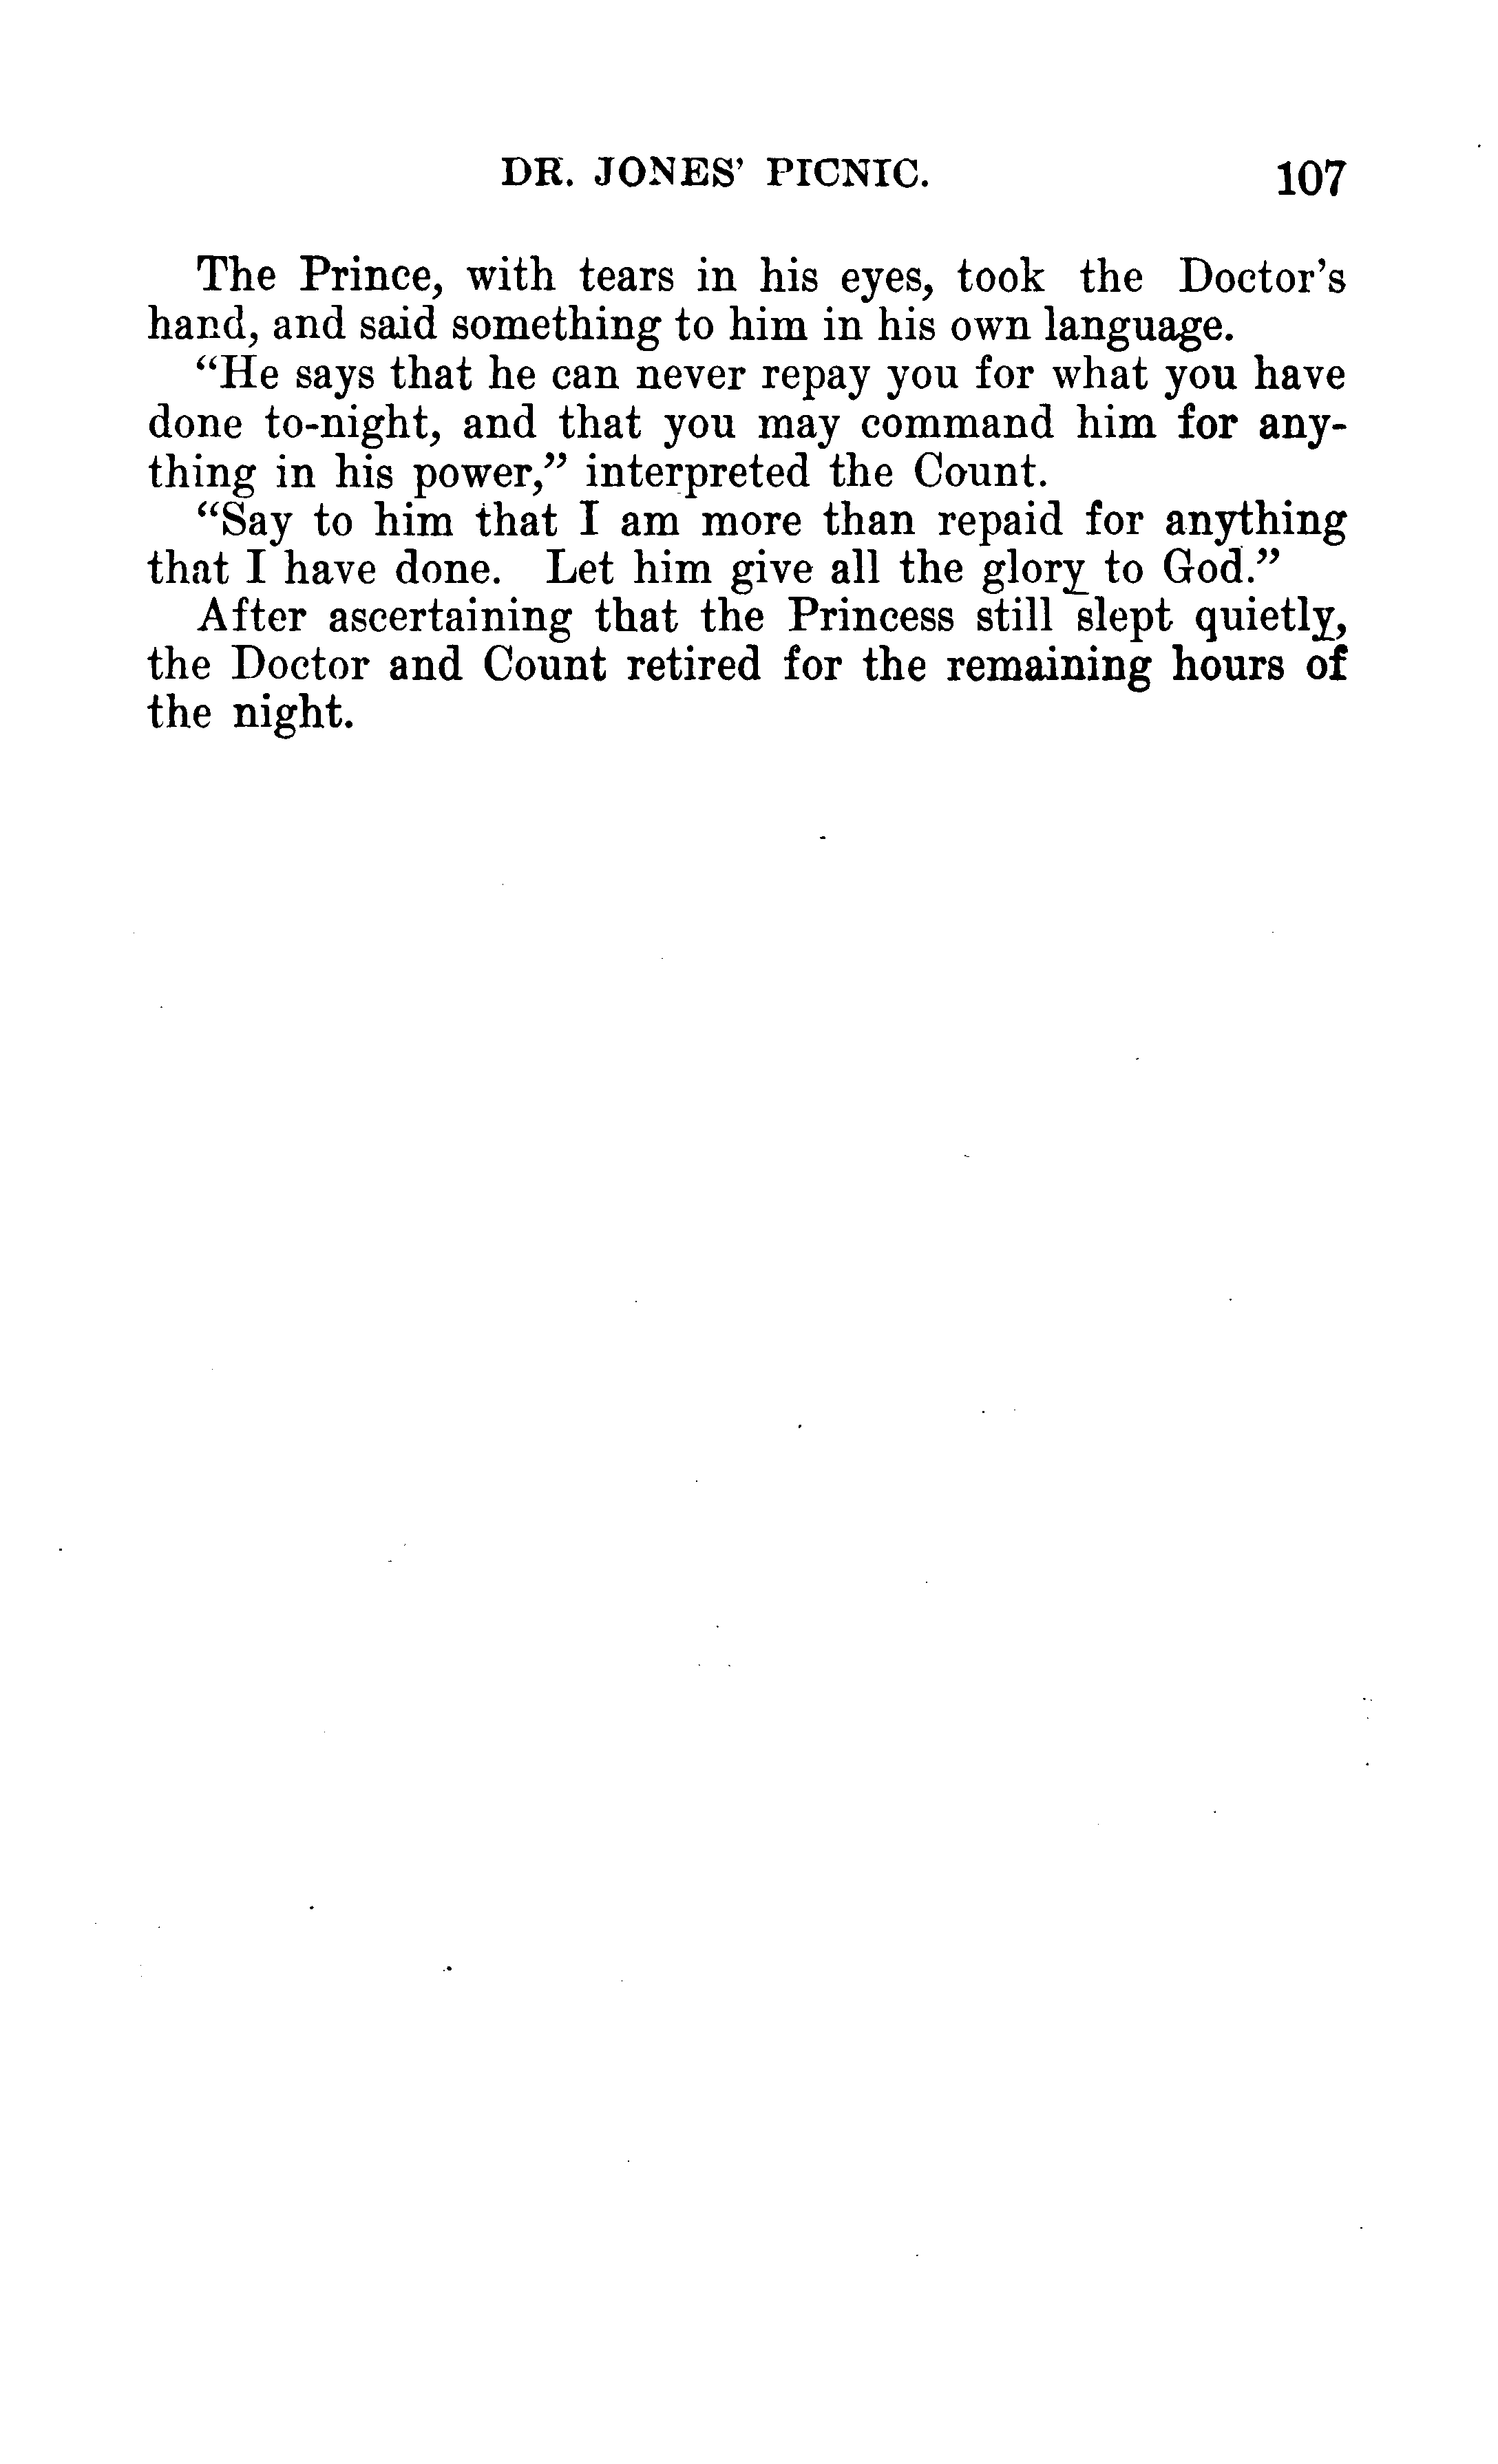 DR. JONES' PICNIC. 107
The Prince, with tears in his eyes, took the Doctor's
hand, and said something to him in his own language.
“He says that he can never repay you for what you have
done to-night, and that you may command him for any-
thing in his power,” interpreted the Count.
“Say to him that I am more than repaid for anything
that I have done. Let him give all the glory to God.”
After ascertaining that the Princess still slept quietly,
the Doctor and Count retired for the remaining hours of
the night.